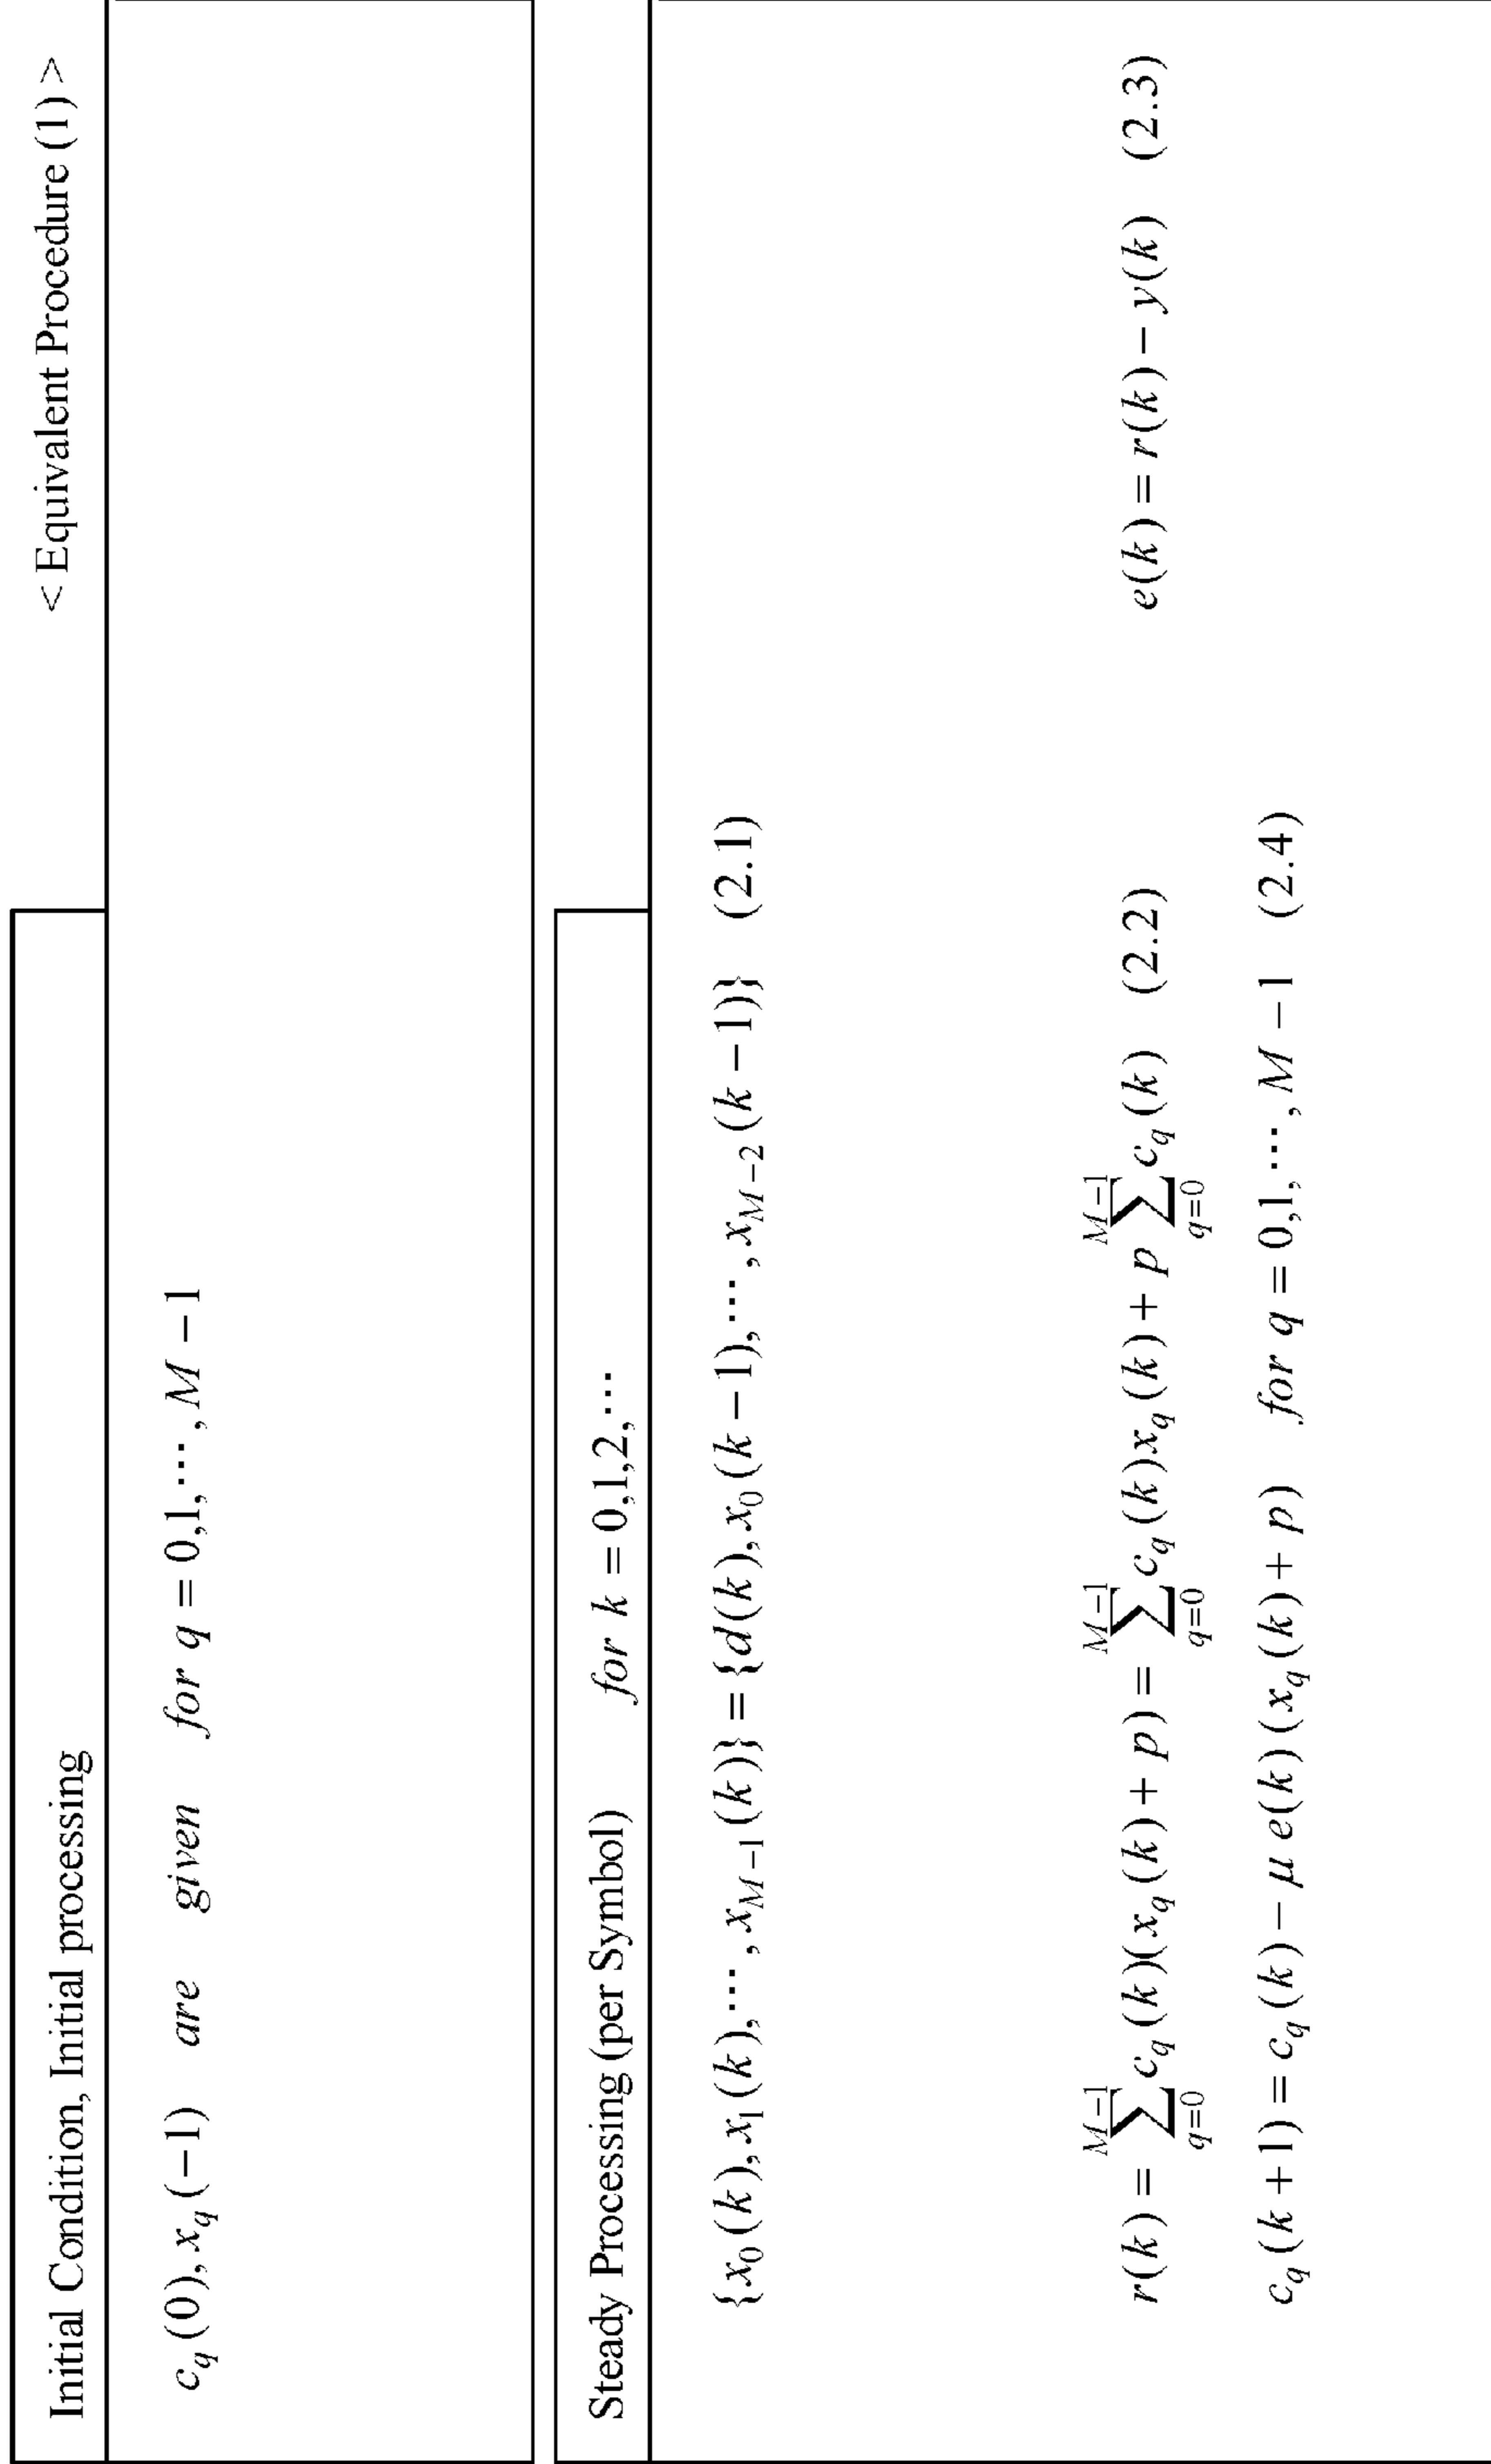 < Equivalent Procedure (1) >
Initial Condition, Initial processing
c_q(0), x_q(−1) are given for q = 0,1,⋯, M − 1
Steady Processing (per Symbol) for k = 0,1,2,⋯
{x_0(k), x_1(k),⋯, x_{M−1}(k)} = {d(k), x_0(k − 1),⋯, x_{M−2}(k − 1)} (2.1)
r(k) = ∑_{q=0}^{M−1} c_q(k)(x_q(k) + p) = ∑_{q=0}^{M−1} c_q(k)x_q(k) + p ∑_{q=0}^{M−1} c_q(k) (2.2) e(k) = r(k) − y(k) (2.3)
c_q(k + 1) = c_q(k) − μ e(k)(x_q(k) + p) for q = 0,1,⋯, M − 1 (2.4)